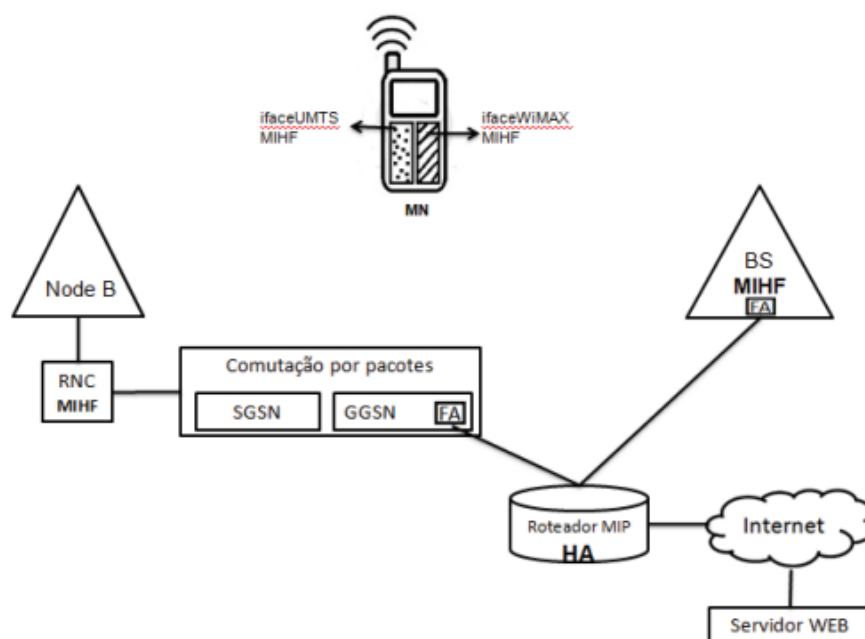 ifaceUMTS
MIHF
ifaceWiMAX
MIHF
MN
Node B
BS
MIHF
FA
RNC
MIHF
Comutação por pacotes
SGSN
GGSN
FA
Roteador MIP
HA
Internet
Servidor WEB